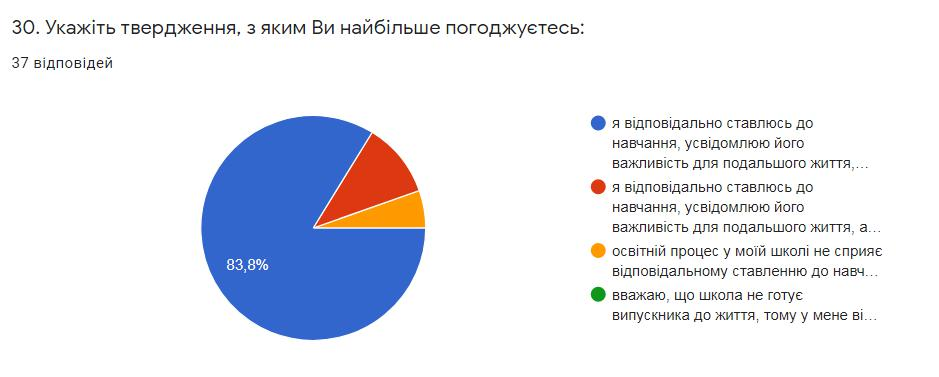 30. Укажіть твердження, з яким Ви найбільше погоджуєтесь:
37 відповідей
83,8%
я відповідально ставлюсь до
навчання, усвідомлюю його
важливість для подальшого життя,...
я відповідально ставлюсь до
навчання, усвідомлюю його
важливість для подальшого життя, а...
освітній процес у моїй школі не сприяє
відповідальному ставленню до навч...
вважаю, що школа не готує
випускника до життя, тому у мене ві...